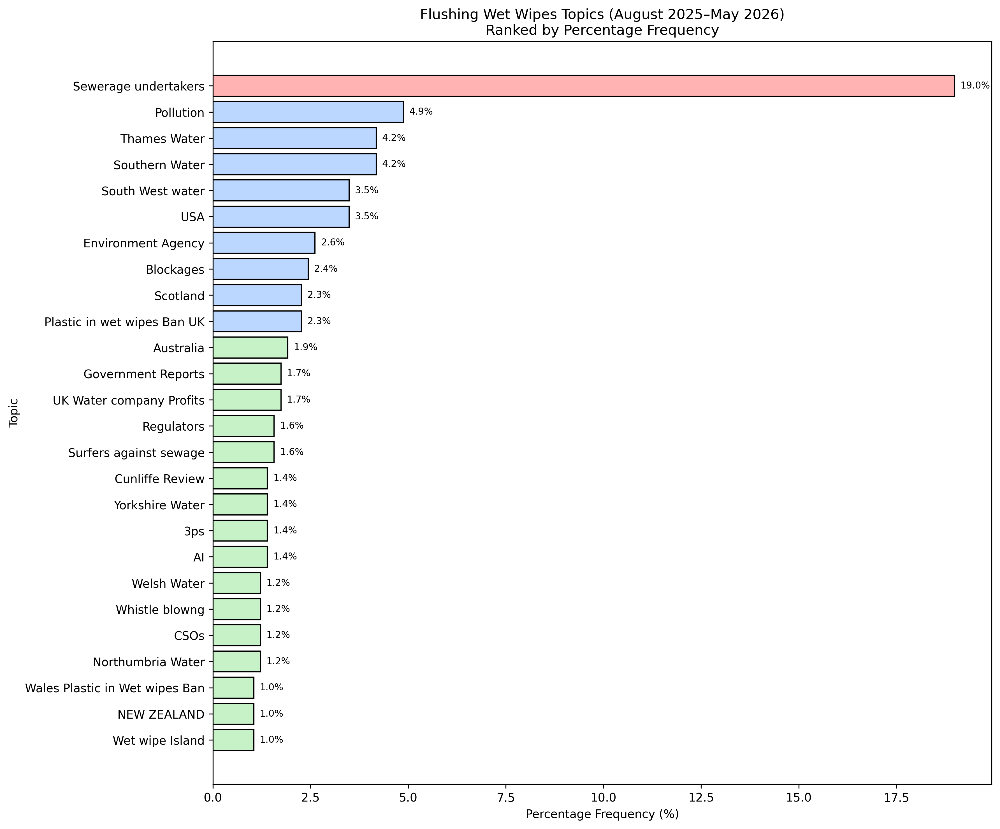 Flushing Wet Wipes Topics (August 2025–May 2026)
Ranked by Percentage Frequency
Topic
Sewerage undertakers 19.0%
Pollution 4.9%
Thames Water 4.2%
Southern Water 4.2%
South West water 3.5%
USA 3.5%
Environment Agency 2.6%
Blockages 2.4%
Scotland 2.3%
Plastic in wet wipes Ban UK 2.3%
Australia 1.9%
Government Reports 1.7%
UK Water company Profits 1.7%
Regulators 1.6%
Surfers against sewage 1.6%
Cunliffe Review 1.4%
Yorkshire Water 1.4%
3ps 1.4%
AI 1.4%
Welsh Water 1.2%
Whistle blowng 1.2%
CSOs 1.2%
Northumbria Water 1.2%
Wales Plastic in Wet wipes Ban 1.0%
NEW ZEALAND 1.0%
Wet wipe Island 1.0%
0.0 2.5 5.0 7.5 10.0 12.5 15.0 17.5
Percentage Frequency (%)